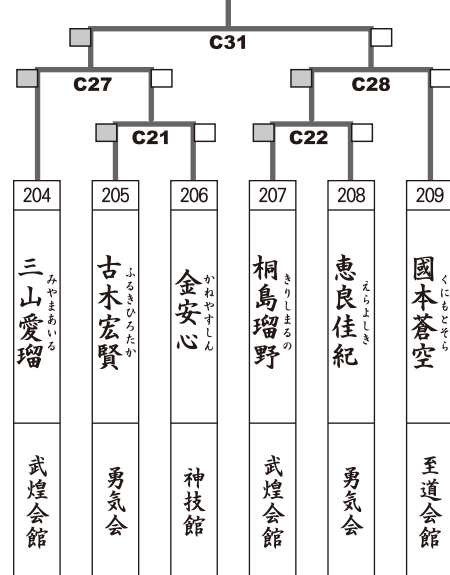 C31
C27
C28
C21
C22
204
205
206
207
208
209
三山愛瑠
みやまあいる
武煌会館
古木宏賢
ふるきひろたか
勇気会
金安心
かねやすしん
神技館
桐島瑠野
きりしまるの
武煌会館
恵良佳紀
えらよしき
勇気会
國本蒼空
くにもとそら
至道会館